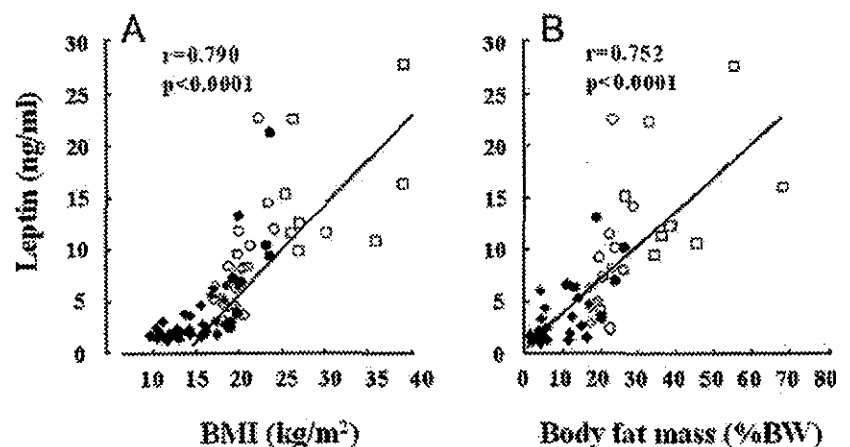 A
r=0.790
p<0.0001
Leptin (ng/ml)
30
25
20
15
10
5
0
10 15 20 25 30 35 40
BMI (kg/m²)
B
r=0.752
p<0.0001
30
25
20
15
10
5
0
0 10 20 30 40 50 60 70 80
Body fat mass (%BW)